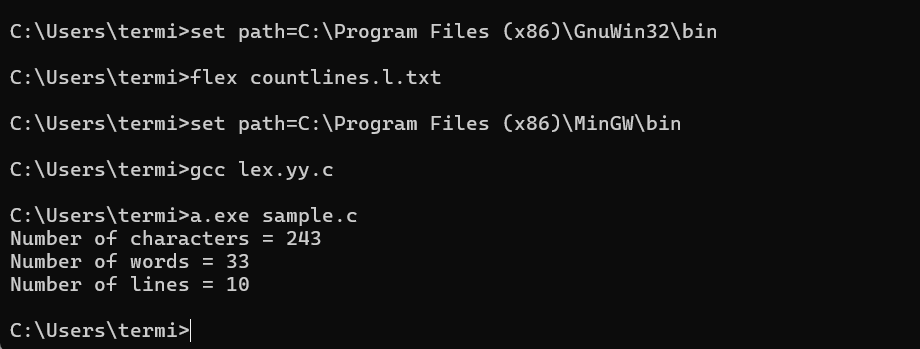 C:\Users\termi>set path=C:\Program Files (x86)\GnuWin32\bin
C:\Users\termi>flex countlines.l.txt
C:\Users\termi>set path=C:\Program Files (x86)\MinGW\bin
C:\Users\termi>gcc lex.yy.c
C:\Users\termi>a.exe sample.c
Number of characters = 243
Number of words = 33
Number of lines = 10
C:\Users\termi>